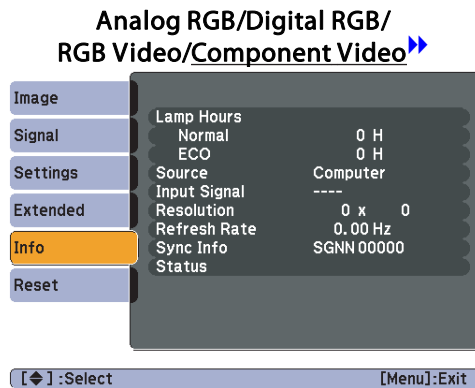 Analog RGB/Digital RGB/
RGB Video/Component Video
Image
Signal
Settings
Extended
Info
Reset
Lamp Hours
Normal 0 H
ECO 0 H
Source Computer
Input Signal ----
Resolution 0 x 0
Refresh Rate 0.00 Hz
Sync Info SGNN 00000
Status
[◆] :Select [Menu]:Exit